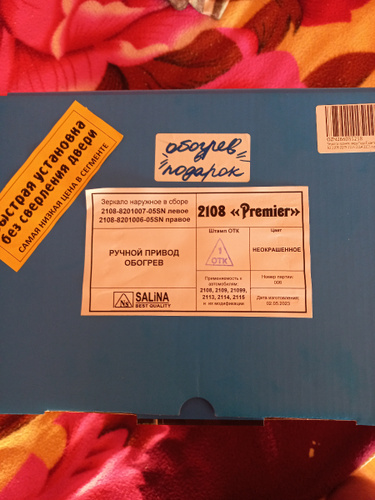 быстрая установка
без сверления двери
САМАЯ НИЗКАЯ ЦЕНА В СЕГМЕНТЕ
обогрев
в
подарок
Зеркало наружное в сборе
2108-8201007-05SN левое
2108-8201006-05SN правое
2108 «Premier»
РУЧНОЙ ПРИВОД
ОБОГРЕВ
Штамп ОТК
1
ОТК
Цвет
НЕОКРАШЕННОЕ
Применяемость к
автомобилям:
2108, 2109, 21099,
2113, 2114, 2115
и их модификации
Номер партии:
006
Дата изготовления:
02.05.2023
SALINA
BEST QUALITY